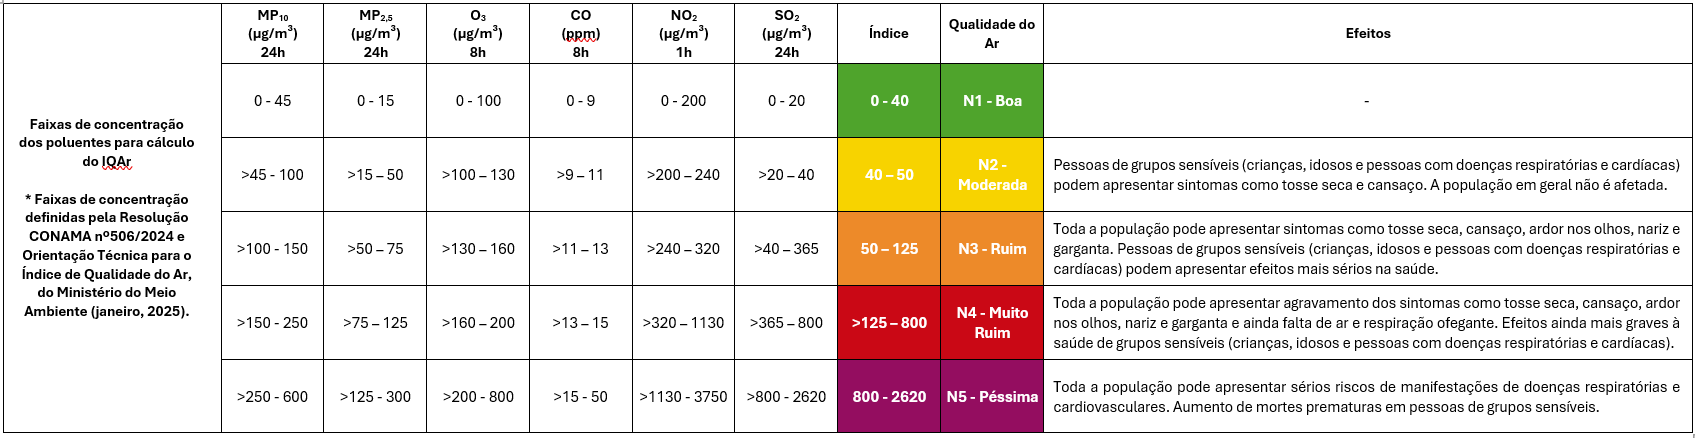 Faixas de concentração
dos poluentes para cálculo
do IQAr
* Faixas de concentração
definidas pela Resolução
CONAMA nº506/2024 e
Orientação Técnica para o
Índice de Qualidade do Ar,
do Ministério do Meio
Ambiente (janeiro, 2025).
MP₁₀
(µg/m³)
24h
MP₂,₅
(µg/m³)
24h
O₃
(µg/m³)
8h
CO
(ppm)
8h
NO₂
(µg/m³)
1h
SO₂
(µg/m³)
24h
Índice
Qualidade do
Ar
Efeitos
0 - 45
0 - 15
0 - 100
0 - 9
0 - 200
0 - 20
0 - 40
N1 - Boa
-
>45 - 100
>15 – 50
>100 – 130
>9 – 11
>200 – 240
>20 – 40
40 – 50
N2 -
Moderada
Pessoas de grupos sensíveis (crianças, idosos e pessoas com doenças respiratórias e cardíacas)
podem apresentar sintomas como tosse seca e cansaço. A população em geral não é afetada.
>100 - 150
>50 – 75
>130 – 160
>11 – 13
>240 – 320
>40 – 365
50 – 125
N3 - Ruim
Toda a população pode apresentar sintomas como tosse seca, cansaço, ardor nos olhos, nariz e
garganta. Pessoas de grupos sensíveis (crianças, idosos e pessoas com doenças respiratórias e
cardíacas) podem apresentar efeitos mais sérios na saúde.
>150 - 250
>75 – 125
>160 – 200
>13 – 15
>320 – 1130
>365 – 800
>125 – 800
N4 - Muito
Ruim
Toda a população pode apresentar agravamento dos sintomas como tosse seca, cansaço, ardor
nos olhos, nariz e garganta e ainda falta de ar e respiração ofegante. Efeitos ainda mais graves à
saúde de grupos sensíveis (crianças, idosos e pessoas com doenças respiratórias e cardíacas).
>250 - 600
>125 - 300
>200 - 800
>15 - 50
>1130 - 3750
>800 - 2620
800 - 2620
N5 - Péssima
Toda a população pode apresentar sérios riscos de manifestações de doenças respiratórias e
cardiovasculares. Aumento de mortes prematuras em pessoas de grupos sensíveis.